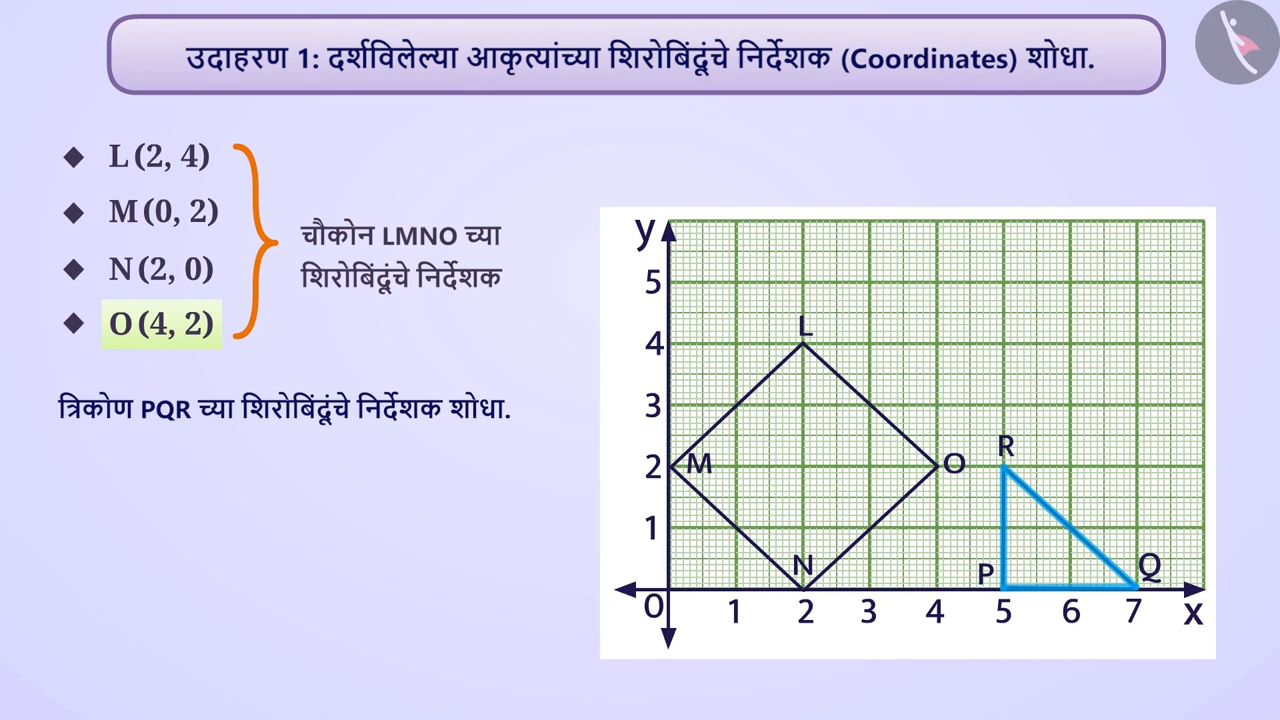 उदाहरण 1: दर्शविलेल्या आकृत्यांच्या शिरोबिंदूंचे निर्देशक (Coordinates) शोधा.
L (2, 4)
M (0, 2)
N (2, 0)
O (4, 2)
चौकोन LMNO च्या
शिरोबिंदूंचे निर्देशक
त्रिकोण PQR च्या शिरोबिंदूंचे निर्देशक शोधा.
y
5
4
3
2
1
0
1 2 3 4 5 6 7 x
L
M
O
N
R
P
Q